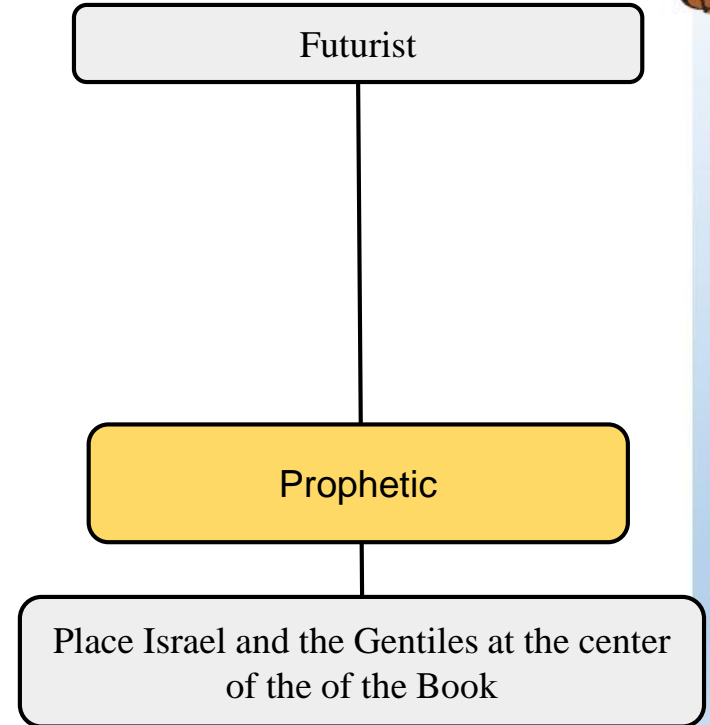 Futurist
Prophetic
Place Israel and the Gentiles at the center
of the of the Book